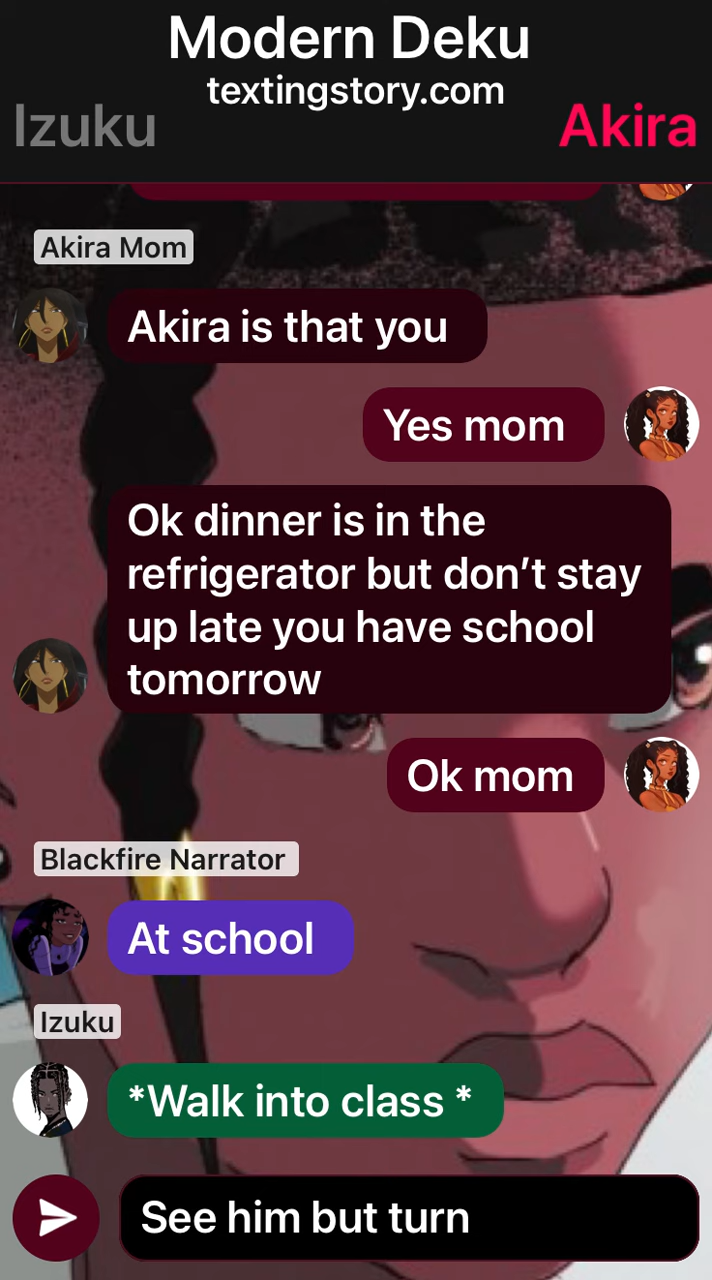 Modern Deku
textingstory.com
Izuku
Akira
Akira Mom
Akira is that you
Yes mom
Ok dinner is in the
refrigerator but don’t stay
up late you have school
tomorrow
Ok mom
Blackfire Narrator
At school
Izuku
*Walk into class *
See him but turn